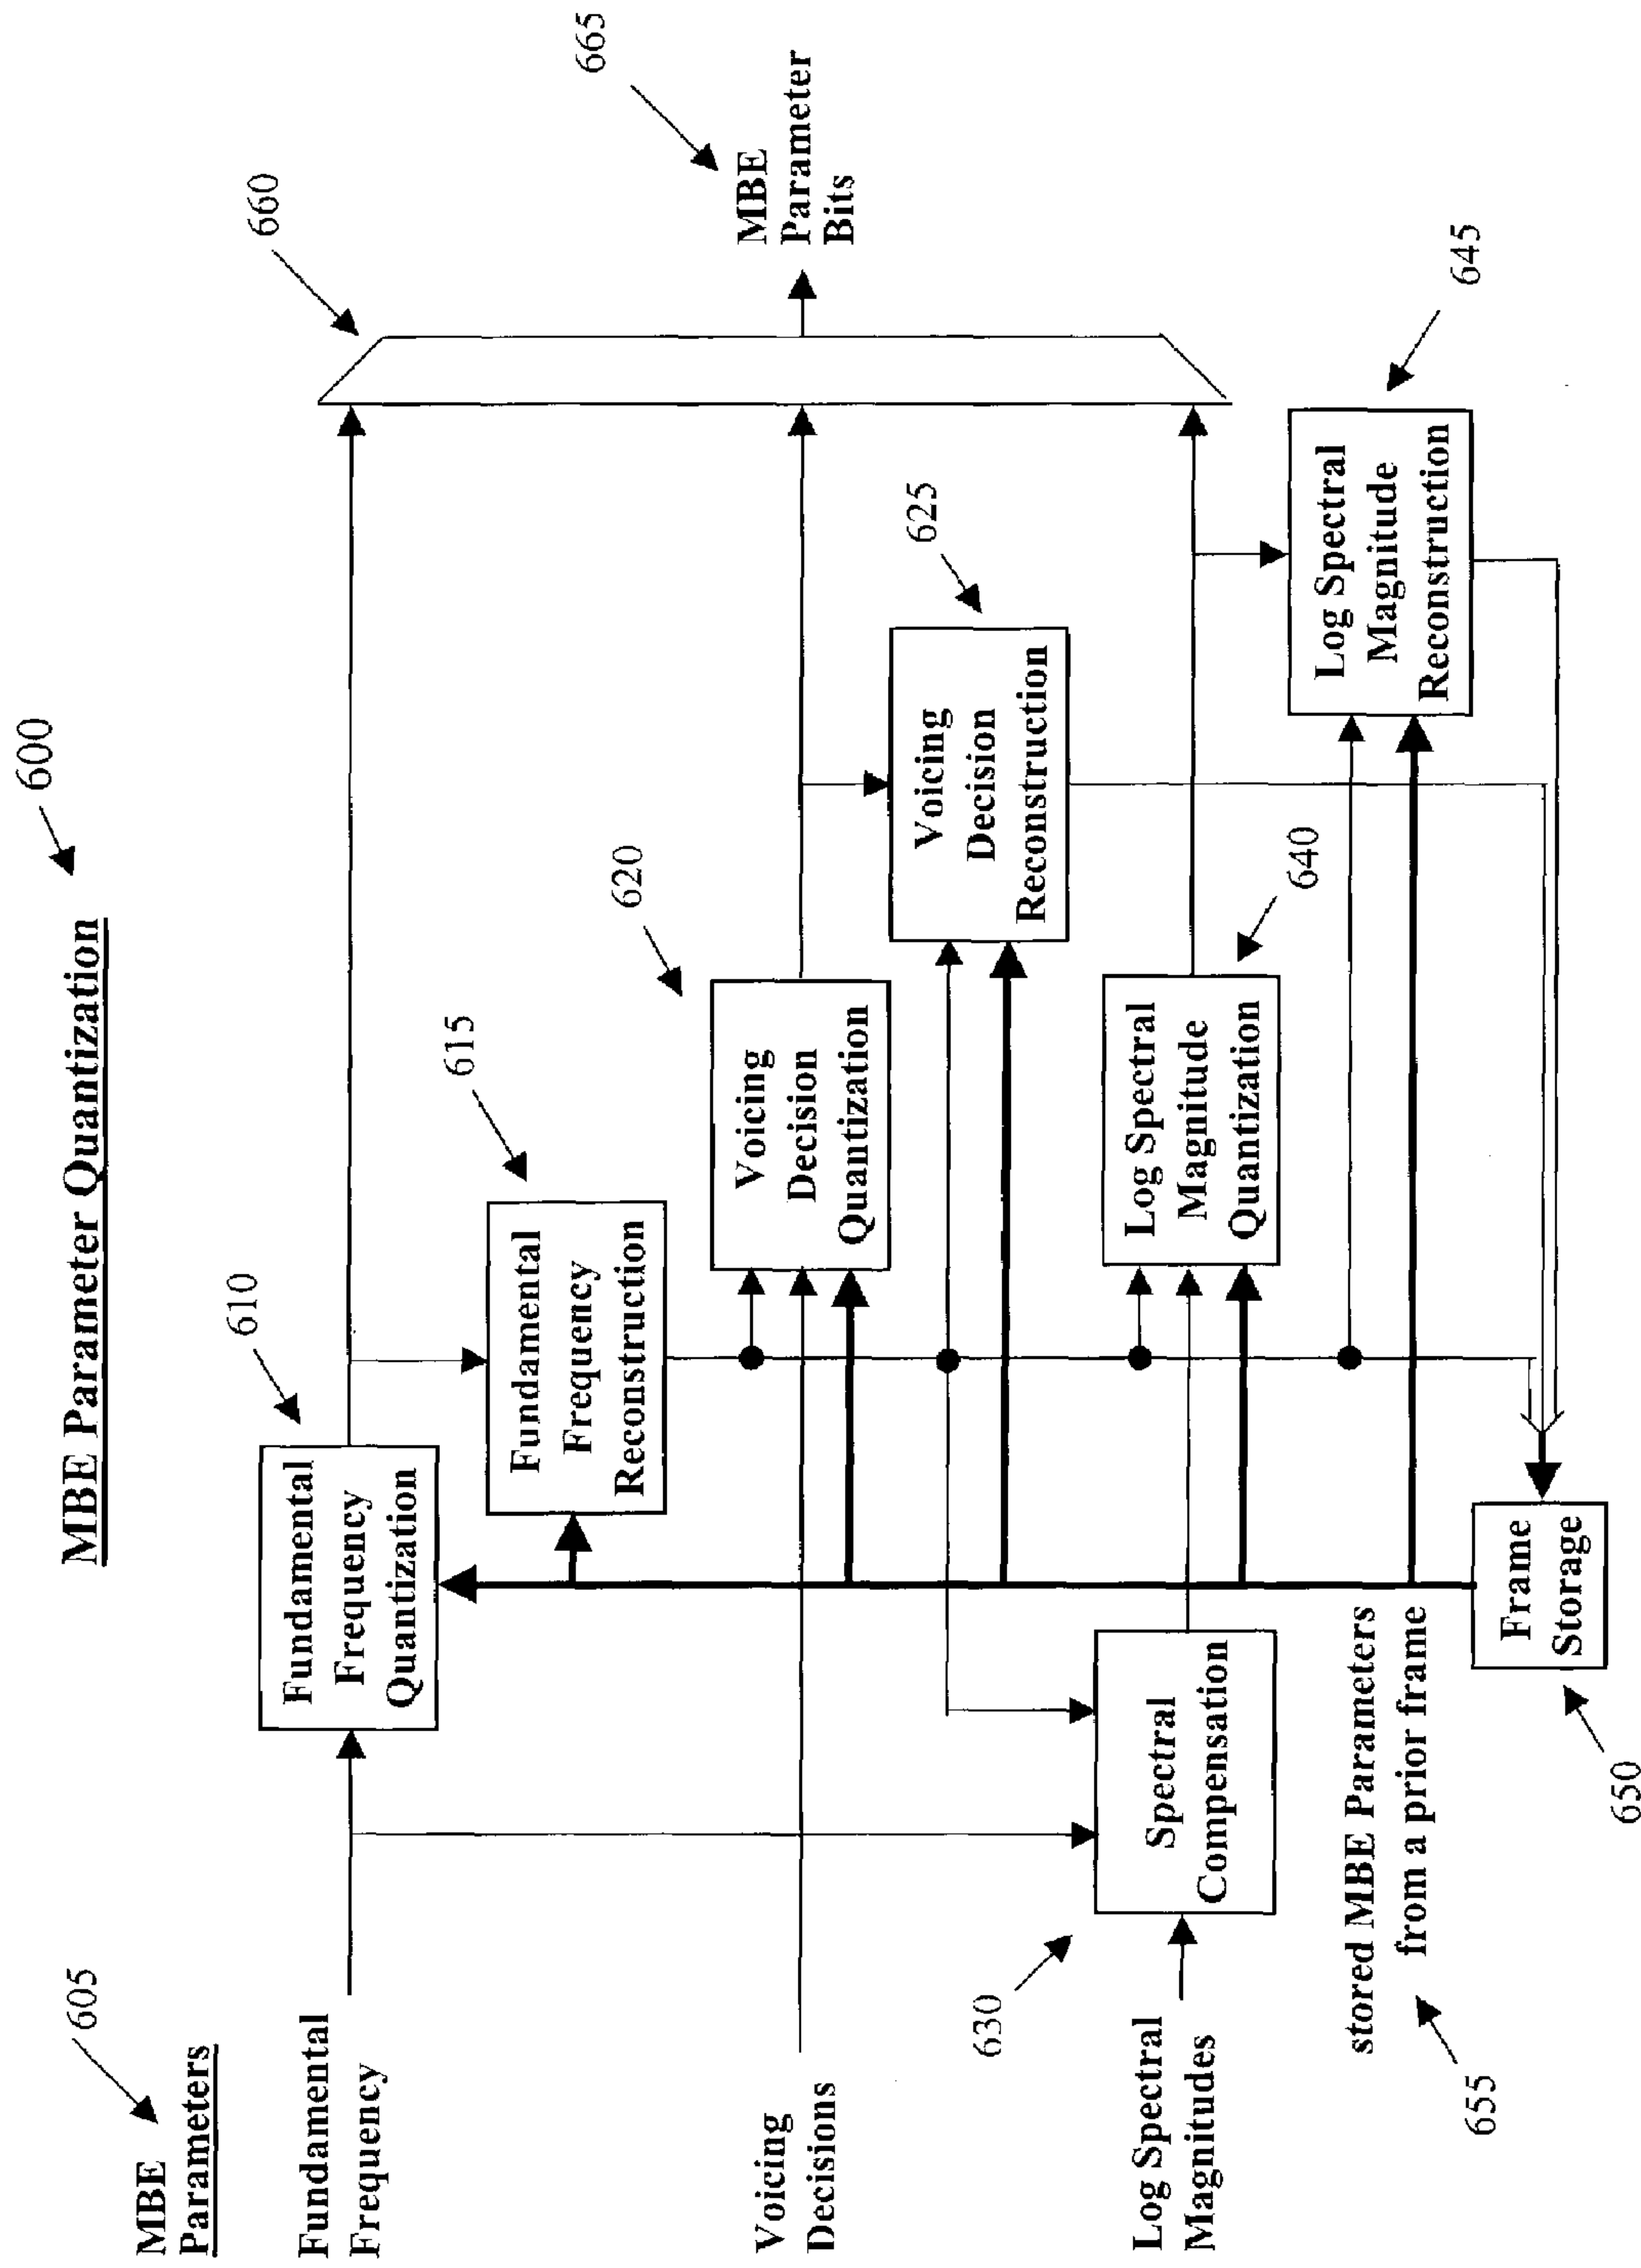 MBE Parameter Quantization
600
MBE
Parameters
605
Fundamental
Frequency
610
Fundamental
Frequency
Quantization
615
Fundamental
Frequency
Reconstruction
660
MBE
Parameter
Bits
665
Voicing
Decisions
620
Voicing
Decision
Quantization
625
Voicing
Decision
Reconstruction
Log Spectral
Magnitudes
630
Spectral
Compensation
640
Log Spectral
Magnitude
Quantization
645
Log Spectral
Magnitude
Reconstruction
stored MBE Parameters
from a prior frame
655
Frame
Storage
650